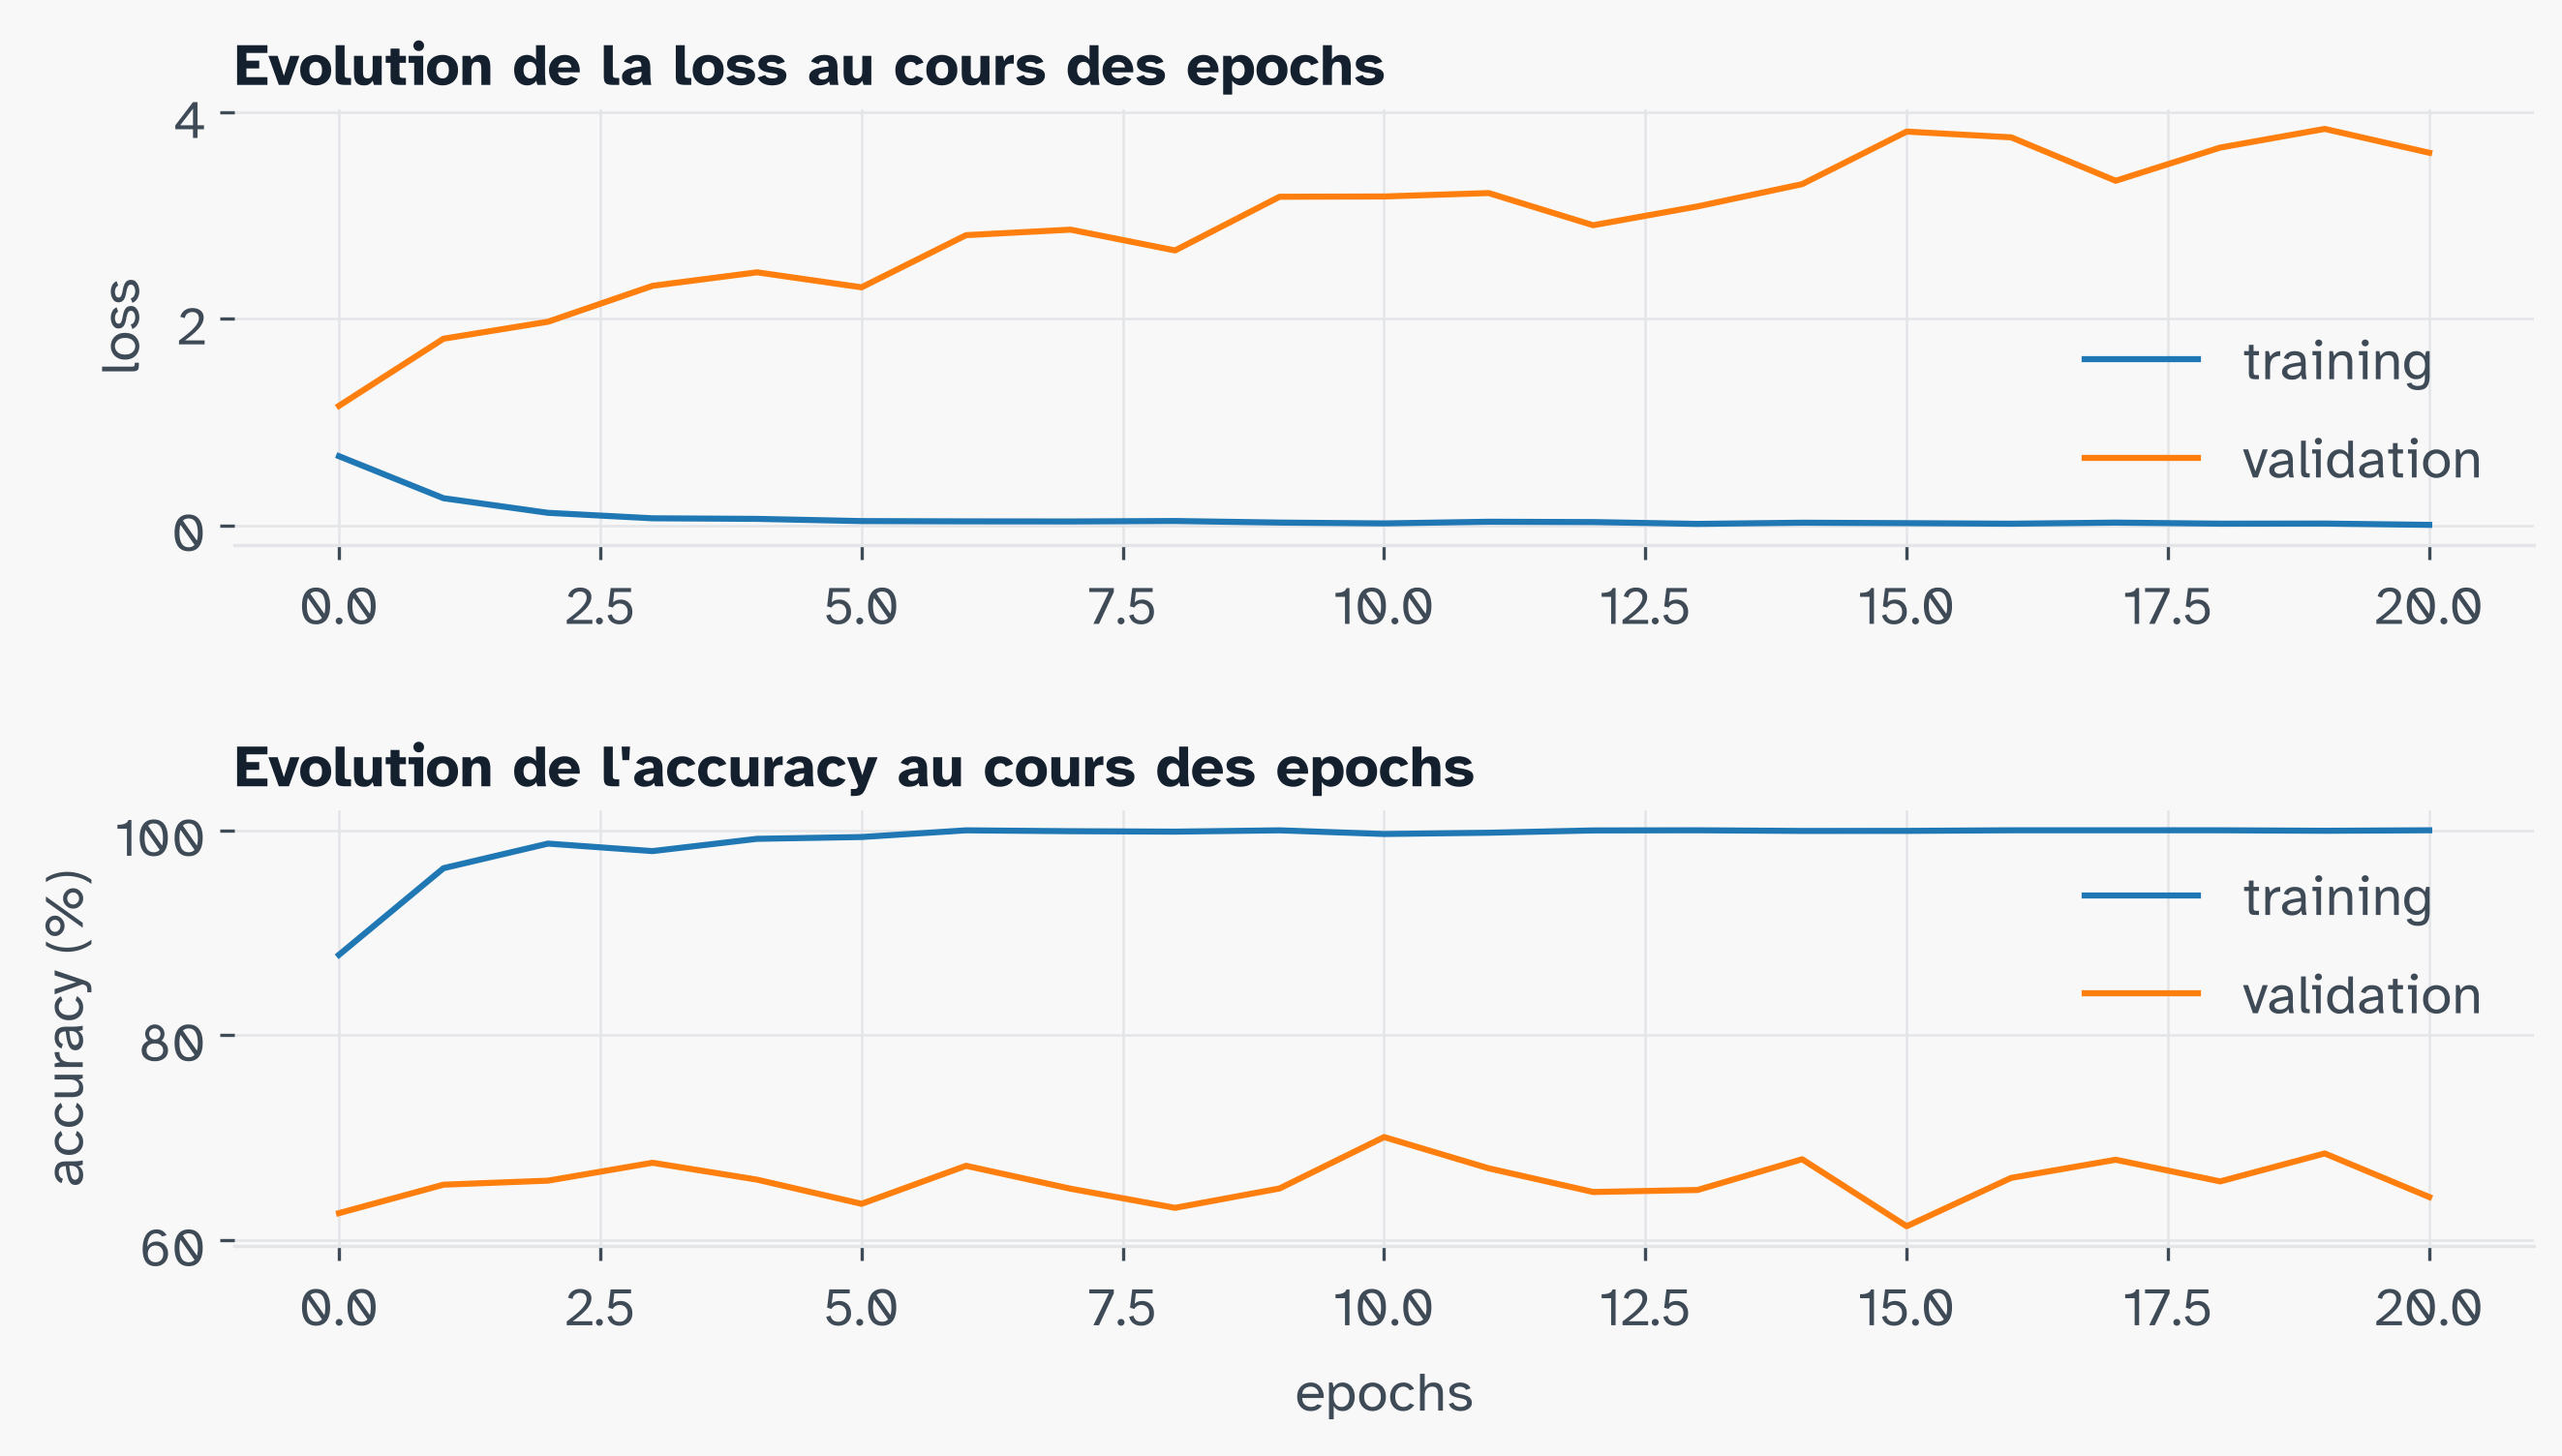 Evolution de la loss au cours des epochs
4
2
0
loss
training
validation
0.0 2.5 5.0 7.5 10.0 12.5 15.0 17.5 20.0
Evolution de l'accuracy au cours des epochs
100
80
60
accuracy (%)
training
validation
0.0 2.5 5.0 7.5 10.0 12.5 15.0 17.5 20.0
epochs